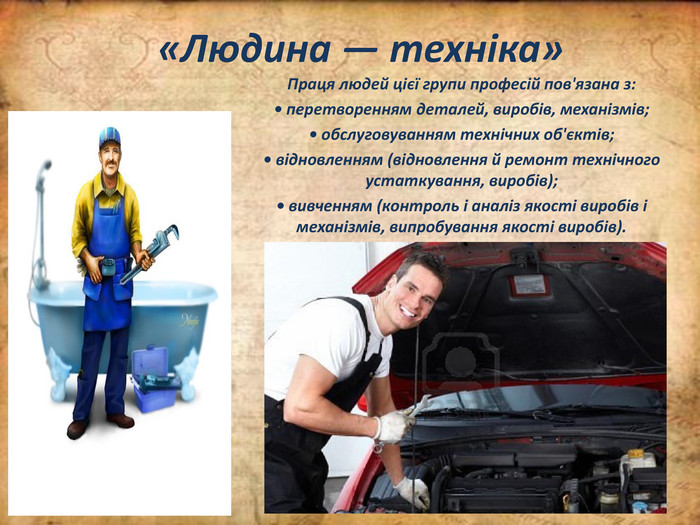 «Людина — техніка»
Праця людей цієї групи професій пов'язана з:
• перетворенням деталей, виробів, механізмів;
• обслуговуванням технічних об'єктів;
• відновленням (відновлення й ремонт технічного
устаткування, виробів);
• вивченням (контроль і аналіз якості виробів і
механізмів, випробування якості виробів).